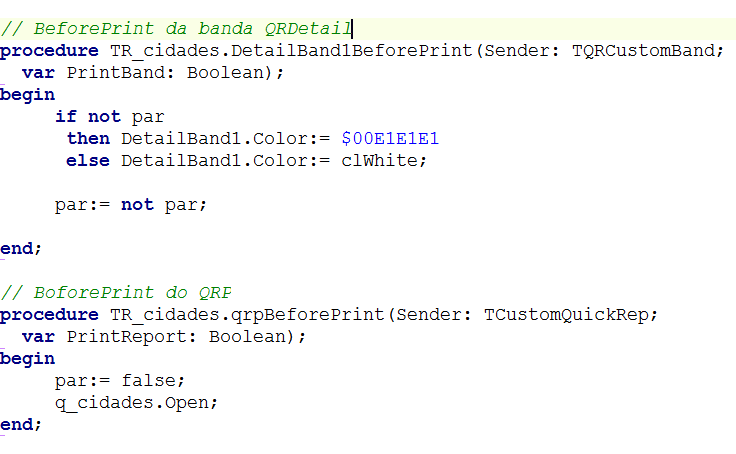 // BeforePrint da banda QRDetail
procedure TR_cidades.DetailBand1BeforePrint(Sender: TQRCustomBand;
  var PrintBand: Boolean);
begin
     if not par
      then DetailBand1.Color:= $00E1E1E1
      else DetailBand1.Color:= clWhite;
     par:= not par;
end;
// BoforePrint do QRP
procedure TR_cidades.qrpBeforePrint(Sender: TCustomQuickRep;
  var PrintReport: Boolean);
begin
     par:= false;
     q_cidades.Open;
end;